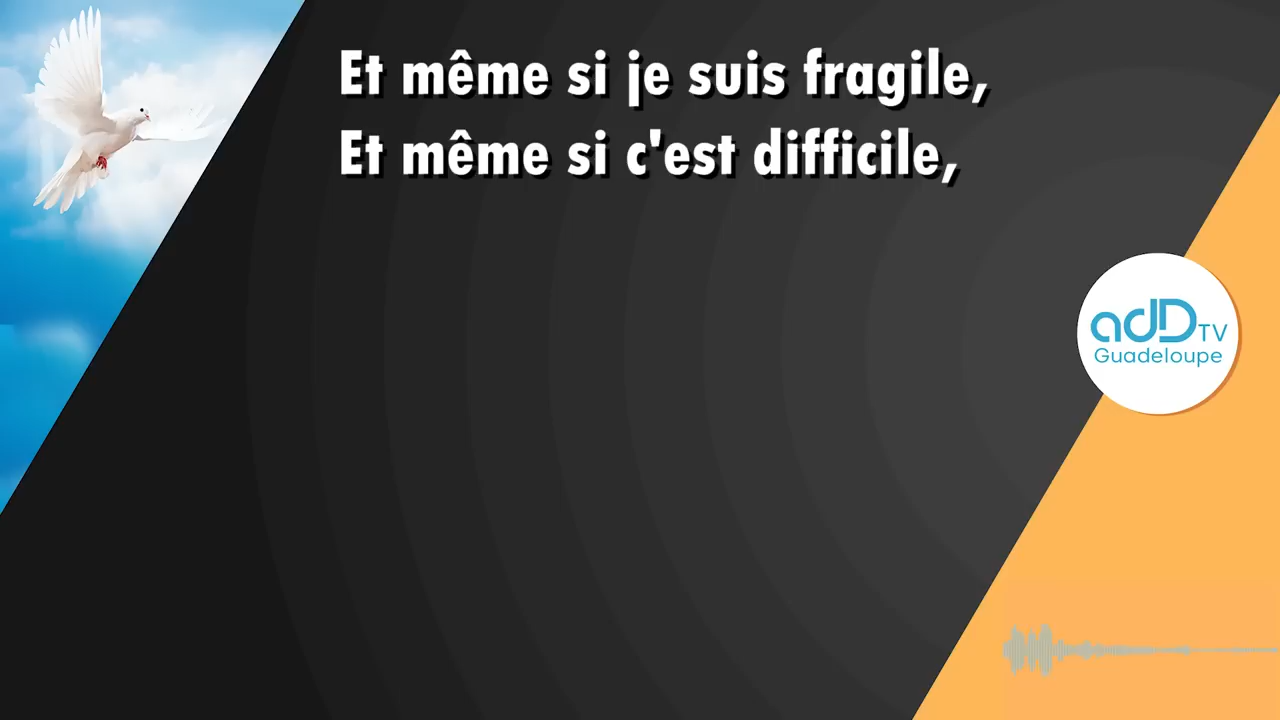 Et même si je suis fragile,
Et même si c'est difficile,
adD TV
Guadeloupe